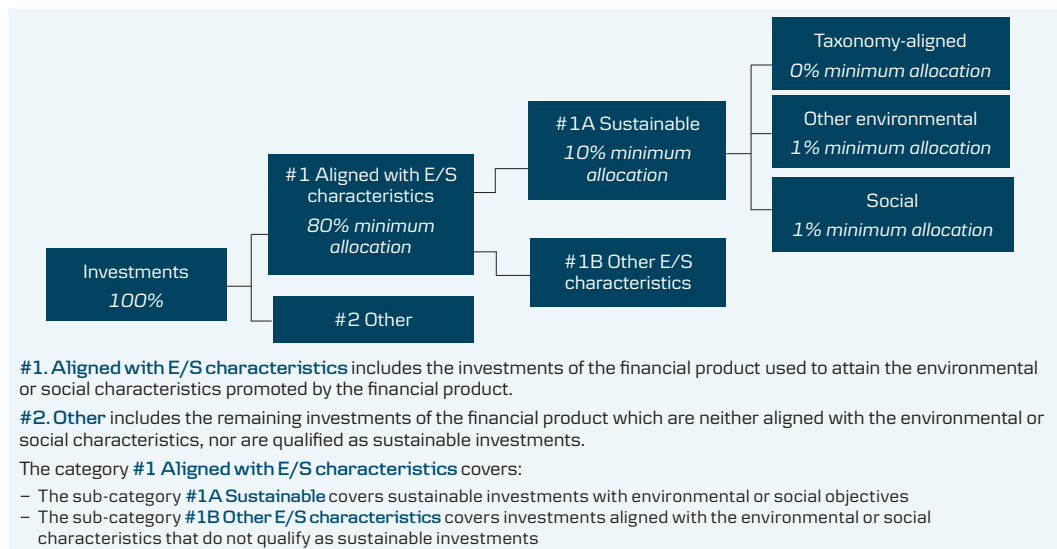 Investments
100%
#1 Aligned with E/S
characteristics
80% minimum
allocation
#2 Other
#1A Sustainable
10% minimum
allocation
#1B Other E/S
characteristics
Taxonomy-aligned
0% minimum allocation
Other environmental
1% minimum allocation
Social
1% minimum allocation
#1. Aligned with E/S characteristics includes the investments of the financial product used to attain the environmental
or social characteristics promoted by the financial product.
#2. Other includes the remaining investments of the financial product which are neither aligned with the environmental or
social characteristics, nor are qualified as sustainable investments.
The category #1 Aligned with E/S characteristics covers:
– The sub-category #1A Sustainable covers sustainable investments with environmental or social objectives
– The sub-category #1B Other E/S characteristics covers investments aligned with the environmental or social
characteristics that do not qualify as sustainable investments